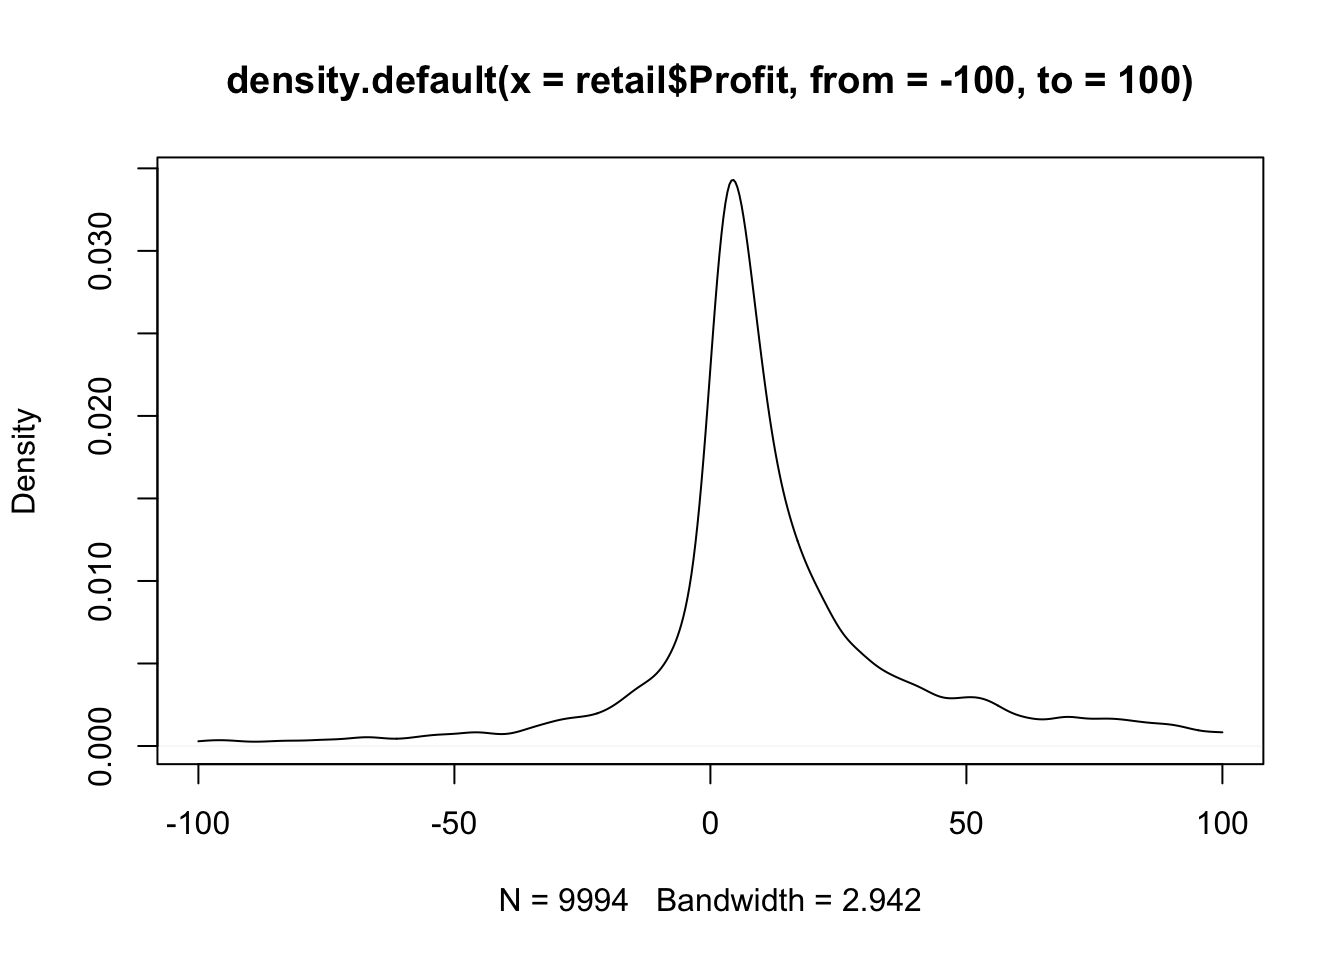 density.default(x = retail$Profit, from = -100, to = 100)
Density
0.030
0.020
0.010
0.000
-100 -50 0 50 100
N = 9994 Bandwidth = 2.942